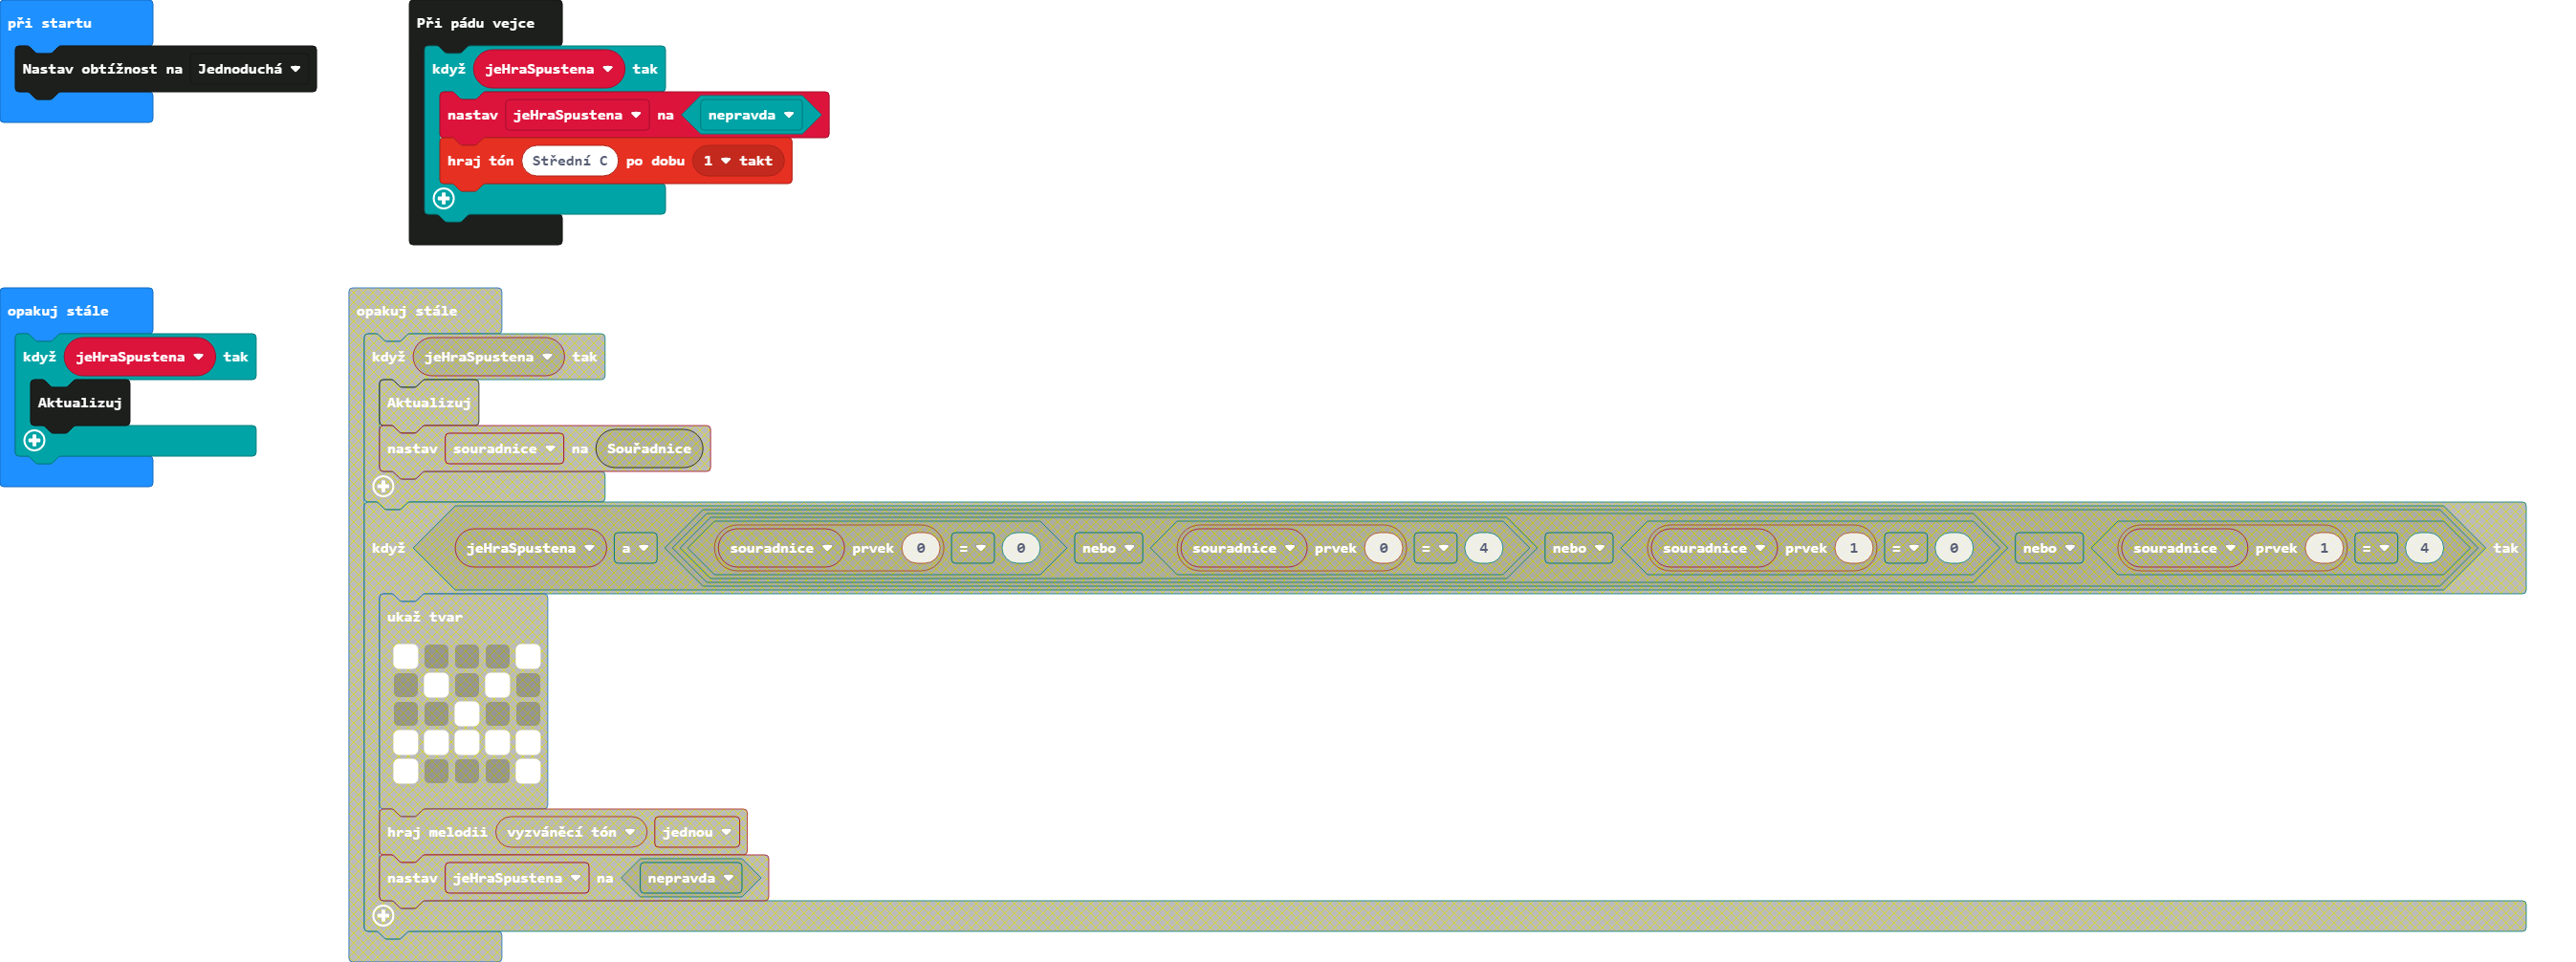 při startu
Nastav obtížnost na Jednoduchá
Při pádu vejce
když jeHraSpustena tak
nastav jeHraSpustena na nepravda
hraj tón Střední C po dobu 1 takt
opakuj stále
když jeHraSpustena tak
Aktualizuj
opakuj stále
když jeHraSpustena tak
Aktualizuj
nastav souradnice na Souřadnice
když jeHraSpustena a souradnice prvek 0 = 0 nebo souradnice prvek 0 = 4 nebo souradnice prvek 1 = 0 nebo souradnice prvek 1 = 4 tak
ukaž tvar
hraj melodii vyzváněcí tón jednou
nastav jeHraSpustena na nepravda